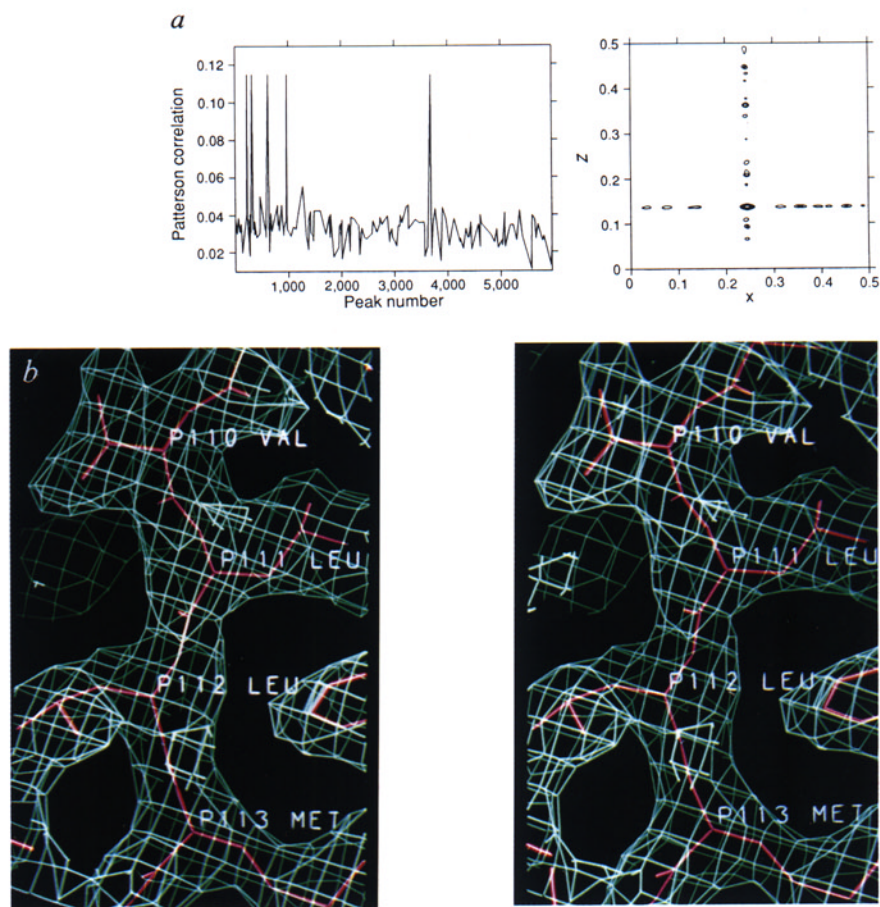 a
0.12
0.10
0.08
0.06
0.04
0.02
Patterson correlation
1,000 2,000 3,000 4,000 5,000
Peak number
0.5
0.4
0.3
0.2
0.1
0
Z
0 0.1 0.2 0.3 0.4 0.5
X
b
P110 VAL
P111 LEU
P112 LEU
P113 MET
P110 VAL
P111 LEU
P112 LEU
P113 MET